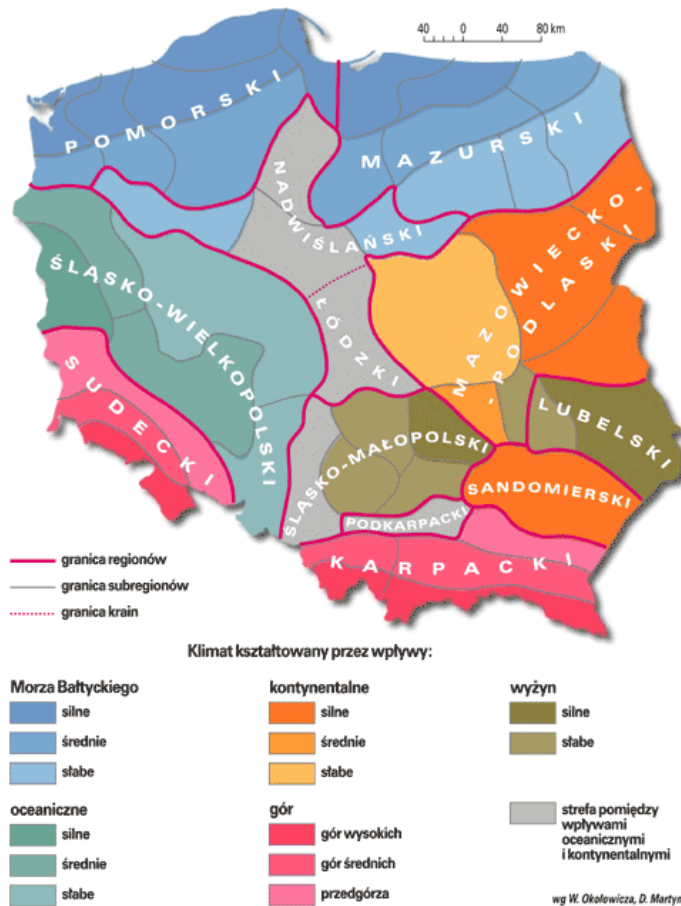 40 0 40 80 km
POMORSKI
MAZURSKI
NADWIŚLAŃSKI
MAZOWIECKO-
-PODLASKI
ŚLĄSKO-WIELKOPOLSKI
ŁÓDZKI
SUDECKI
LUBELSKI
ŚLĄSKO-MAŁOPOLSKI
SANDOMIERSKI
PODKARPACKI
KARPACKI
granica regionów
granica subregionów
granica krain
Klimat kształtowany przez wpływy:
Morza Bałtyckiego
silne
średnie
słabe
kontynentalne
silne
średnie
słabe
wyżyn
silne
słabe
oceaniczne
silne
średnie
słabe
gór
gór wysokich
gór średnich
przedgórza
strefa pomiędzy
wpływami
oceanicznymi
i kontynentalnymi
wg W. Okołowicza, D. Martyn